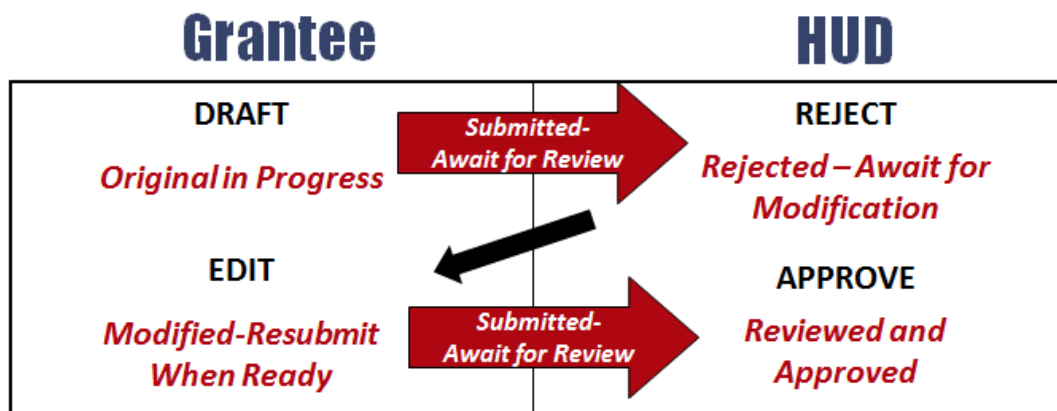 Grantee
HUD
DRAFT
Original in Progress
Submitted-
Await for Review
REJECT
Rejected – Await for
Modification
EDIT
Modified-Resubmit
When Ready
Submitted-
Await for Review
APPROVE
Reviewed and
Approved